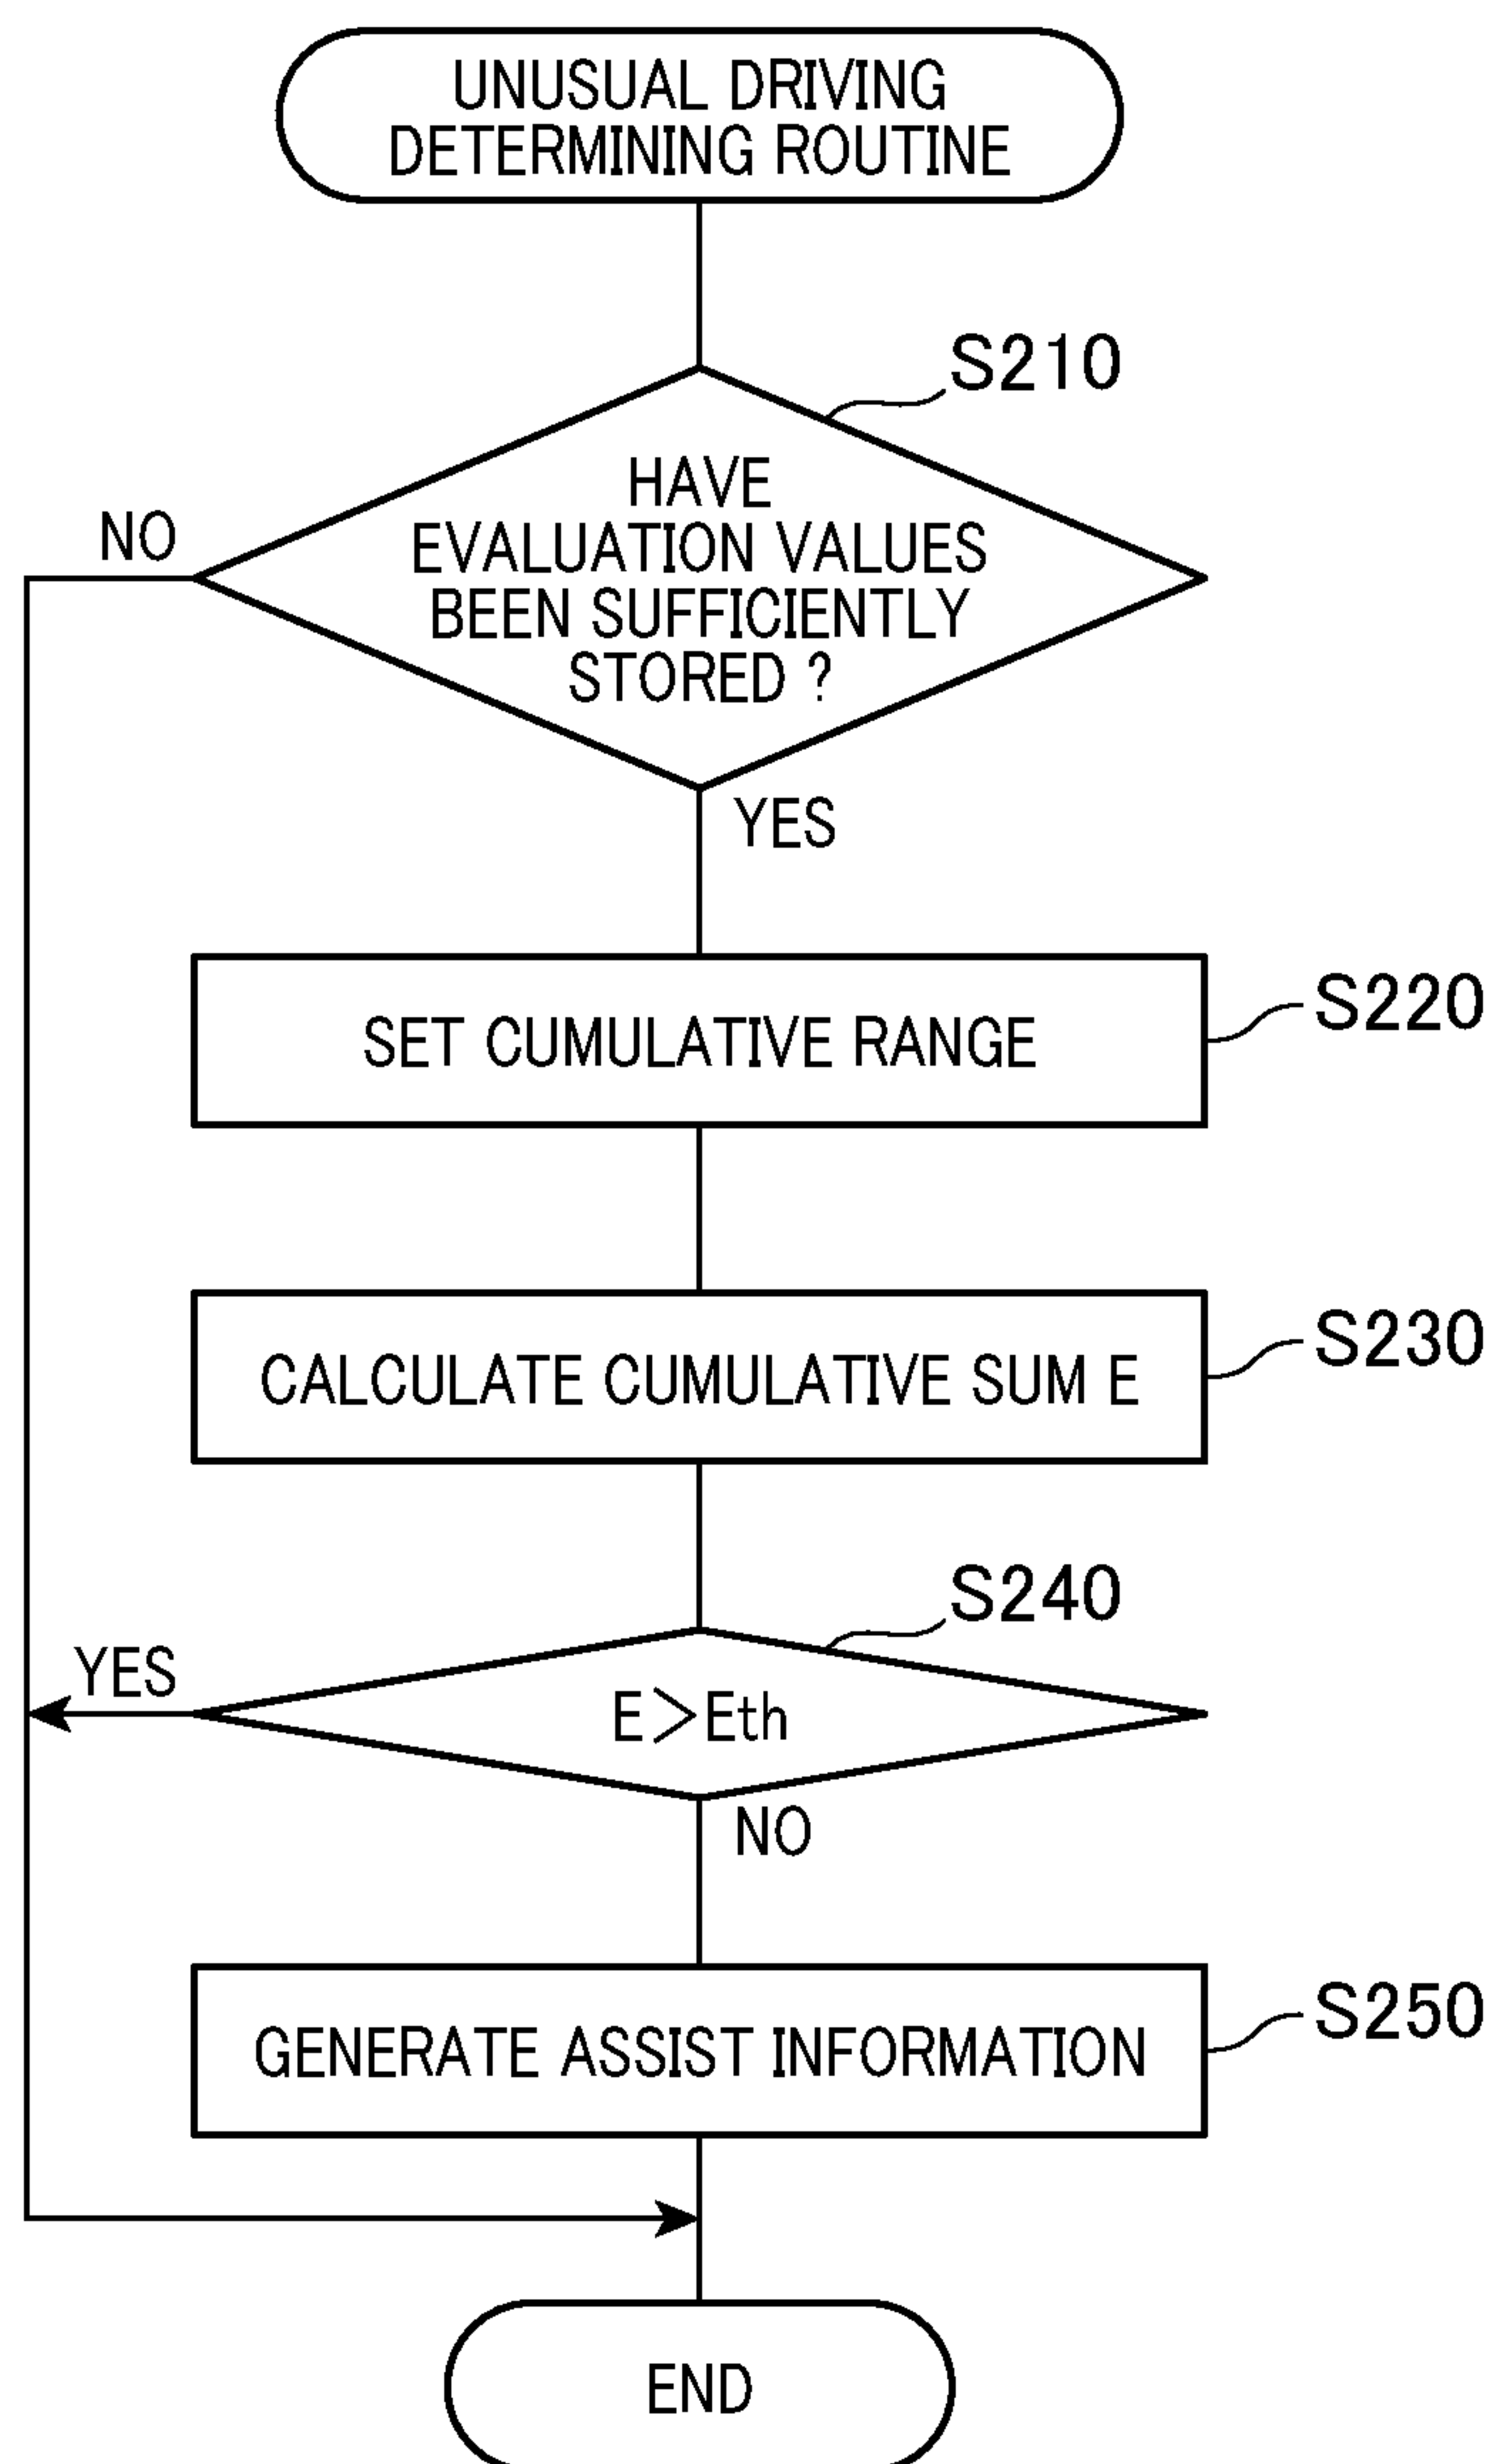 UNUSUAL DRIVING
DETERMINING ROUTINE
S210
HAVE
EVALUATION VALUES
BEEN SUFFICIENTLY
STORED ?
NO
YES
S220
SET CUMULATIVE RANGE
S230
CALCULATE CUMULATIVE SUM E
S240
YES
E>Eth
NO
S250
GENERATE ASSIST INFORMATION
END